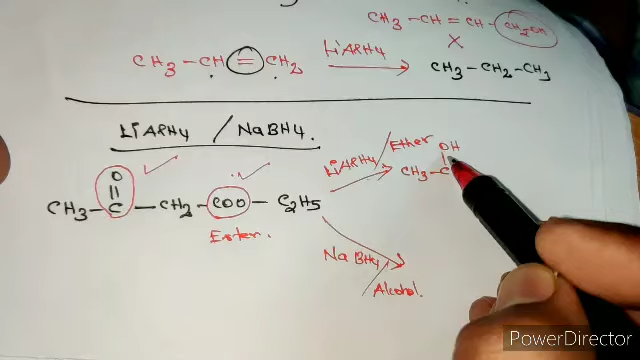 CH₃ – CH = CH – CH₂OH
X
CH₃ – CH = CH₂ LiAlH₄ CH₃ – CH₂ – CH₃
LiAlH₄ / NaBH₄.
LiAlH₄ / Ether
OH
CH₃ – C
O
||
CH₃ – C – CH₂ – COO – C₂H₅
Ester.
NaBH₄
Alcohol.
PowerDirector